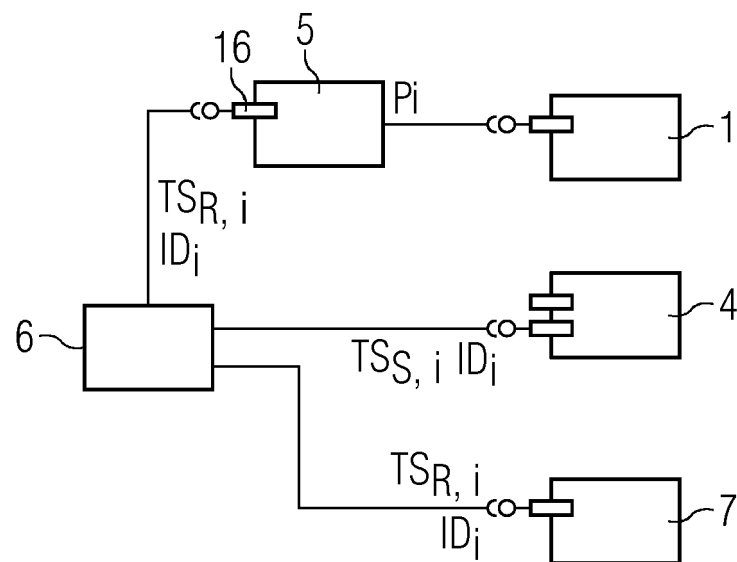 5
16
Pi
1
TSR, i
IDi
4
6
TSS, i IDi
TSR, i
7
IDi